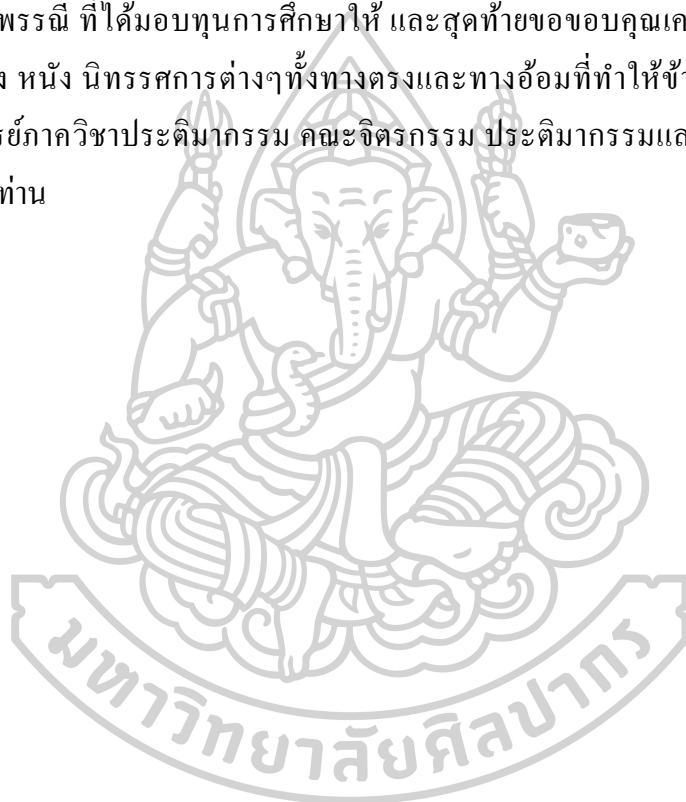 พรรณี ที่ได้มอบทุนการศึกษาให้ และสุดท้ายขอขอบคุณ
หนัง นิทรรศการต่างๆทั้งทางตรงและทางอ้อมที่ทำให้
ภาควิชาประติมากรรม คณะจิตรกรรม ประติมากรรมและ
ท่าน
มหาวิทยาลัยศิลปากร